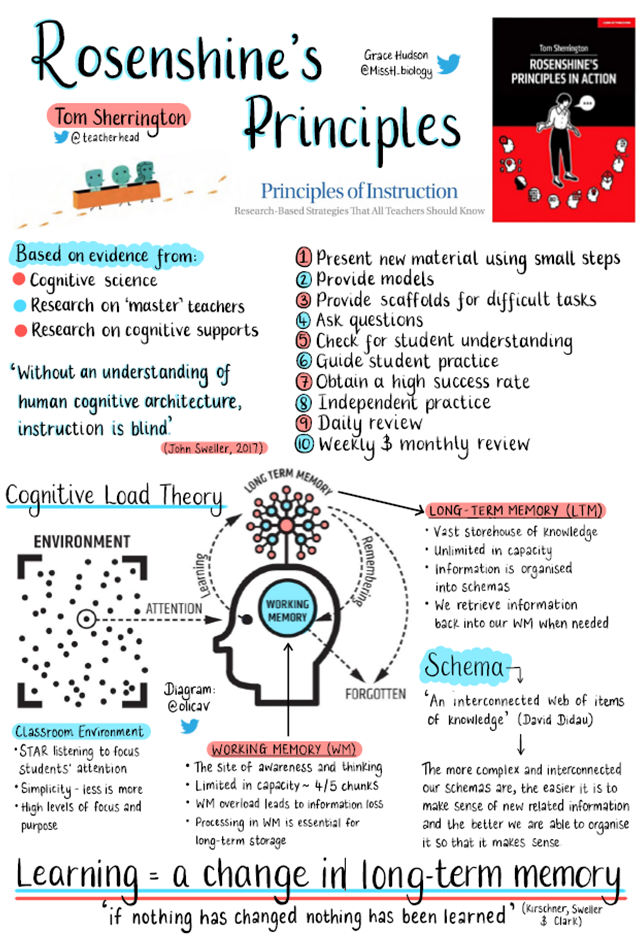 Rosenshine's
Principles
Grace Hudson
@MissH_biology
Tom Sherrington
@teacherhead
Tom Sherrington
ROSENSHINE'S
PRINCIPLES IN ACTION
Principles of Instruction
Research-Based Strategies That All Teachers Should Know
Based on evidence from:
Cognitive science
Research on 'master' teachers
Research on cognitive supports
'Without an understanding of
human cognitive architecture,
instruction is blind.'
(John Sweller, 2017)
1 Present new material using small steps
2 Provide models
3 Provide scaffolds for difficult tasks
4 Ask questions
5 Check for student understanding
6 Guide student practice
7 Obtain a high success rate
8 Independent practice
9 Daily review
10 Weekly & monthly review
Cognitive Load Theory
ENVIRONMENT
ATTENTION
Learning
LONG TERM MEMORY
Remembering
WORKING
MEMORY
FORGOTTEN
Diagram:
@olicav
LONG-TERM MEMORY (LTM)
• Vast storehouse of knowledge
• Unlimited in capacity
• Information is organised
into schemas
• We retrieve information
back into our WM when needed
Schema
'An interconnected web of items
of knowledge' (David Didau)
The more complex and interconnected
our schemas are, the easier it is to
make sense of new related information
and the better we are able to organise
it so that it makes sense.
Classroom Environment
• STAR listening to focus
students' attention
• Simplicity - less is more
• High levels of focus and
purpose
WORKING MEMORY (WM)
• The site of awareness and thinking
• Limited in capacity ~ 4/5 chunks
• WM overload leads to information loss
• Processing in WM is essential for
long-term storage
Learning = a change in long-term memory
'if nothing has changed nothing has been learned' (Kirschner, Sweller
& Clark)